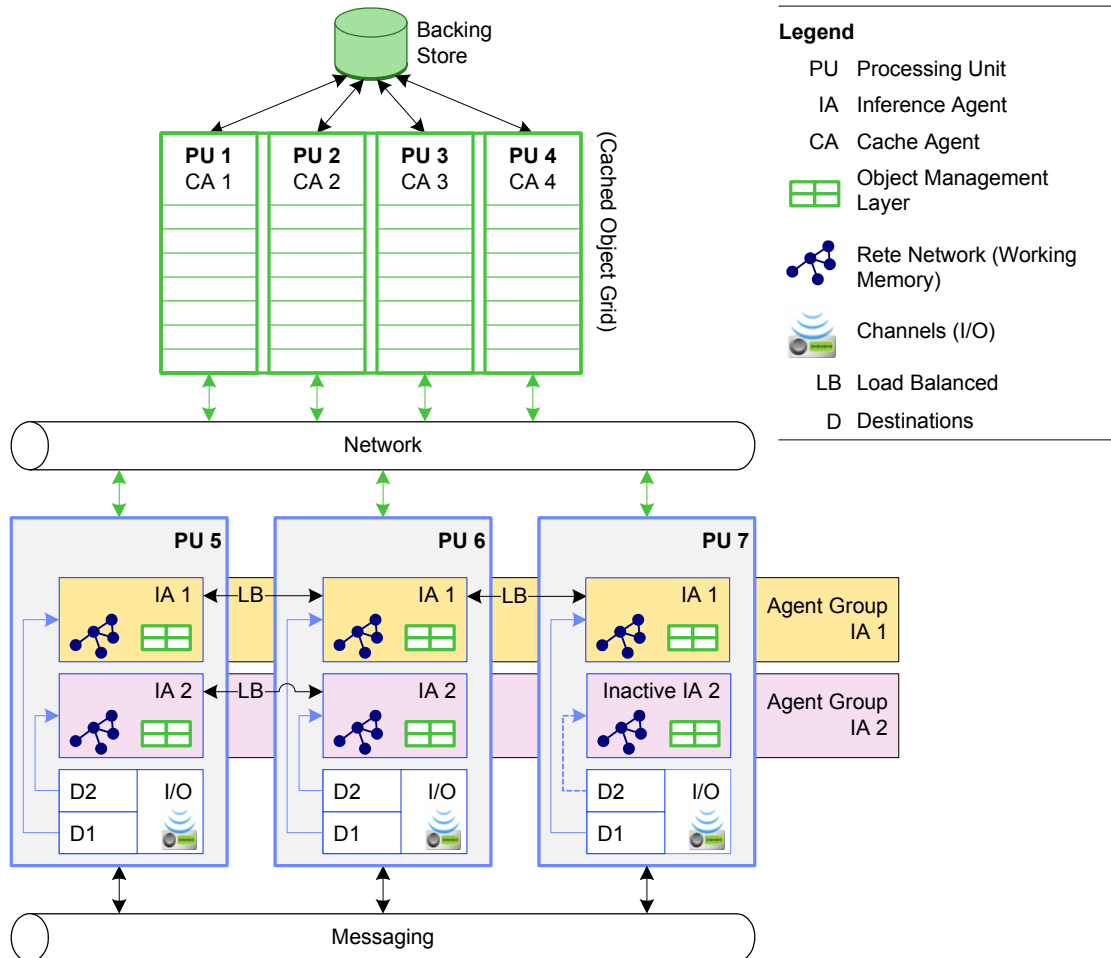 Backing
Store
PU 1
CA 1
PU 2
CA 2
PU 3
CA 3
PU 4
CA 4
(Cached Object Grid)
Legend
PU Processing Unit
IA Inference Agent
CA Cache Agent
Object Management
Layer
Rete Network (Working
Memory)
Channels (I/O)
LB Load Balanced
D Destinations
Network
PU 5
PU 6
PU 7
IA 1
LB
IA 1
LB
IA 1
Agent Group
IA 1
IA 2
LB
IA 2
Inactive IA 2
Agent Group
IA 2
D2
I/O
D1
D2
I/O
D1
D2
I/O
D1
Messaging